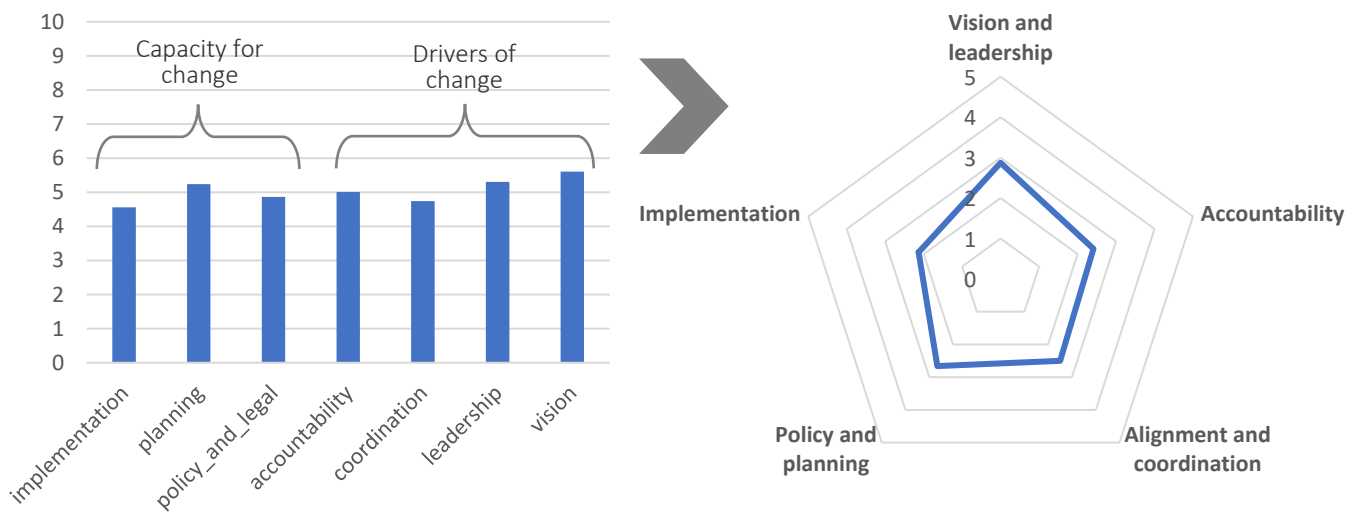 10
9
8
7
6
5
4
3
2
1
0
Capacity for
change
Drivers of
change
implementation
planning
policy_and_legal
accountability
coordination
leadership
vision
Vision and
leadership
5
4
3
2
1
0
Implementation
Accountability
Policy and
planning
Alignment and
coordination